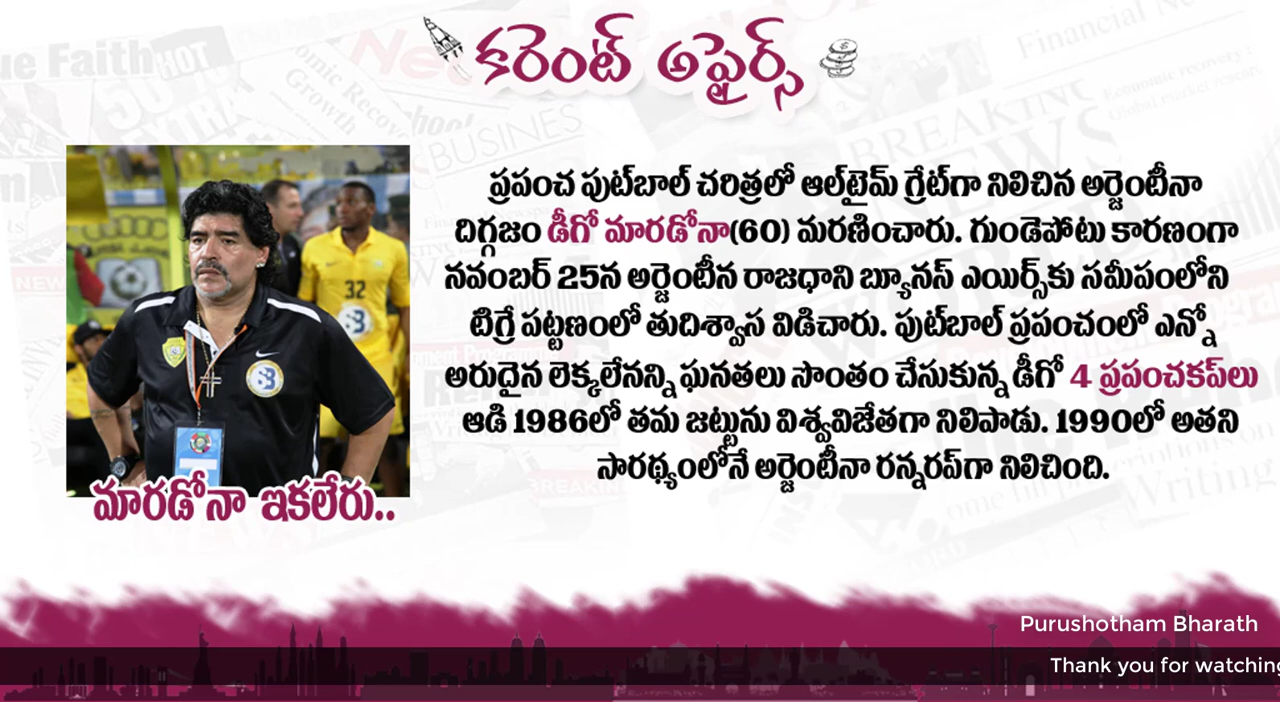 కరెంట్ అఫైర్స్
ప్రపంచ ఫుట్‌బాల్ చరిత్రలో ఆల్‌టైమ్ గ్రేట్‌గా నిలిచిన అర్జెంటీనా
దిగ్గజం డీగో మారడోనా(60) మరణించారు. గుండెపోటు కారణంగా
నవంబర్ 25న అర్జెంటీన రాజధాని బ్యూనస్ ఎయిర్స్‌కు సమీపంలోని
టిగ్రే పట్టణంలో తుదిశ్వాస విడిచారు. ఫుట్‌బాల్ ప్రపంచంలో ఎన్నో
అరుదైన లెక్కలేనన్ని ఘనతలు సొంతం చేసుకున్న డీగో 4 ప్రపంచకప్‌లు
ఆడి 1986లో తమ జట్టును విశ్వవిజేతగా నిలిపాడు. 1990లో అతని
సారథ్యంలోనే అర్జెంటీనా రన్నరప్‌గా నిలిచింది.
32
మారడోనా ఇకలేరు..
Purushotham Bharath
Thank you for watching